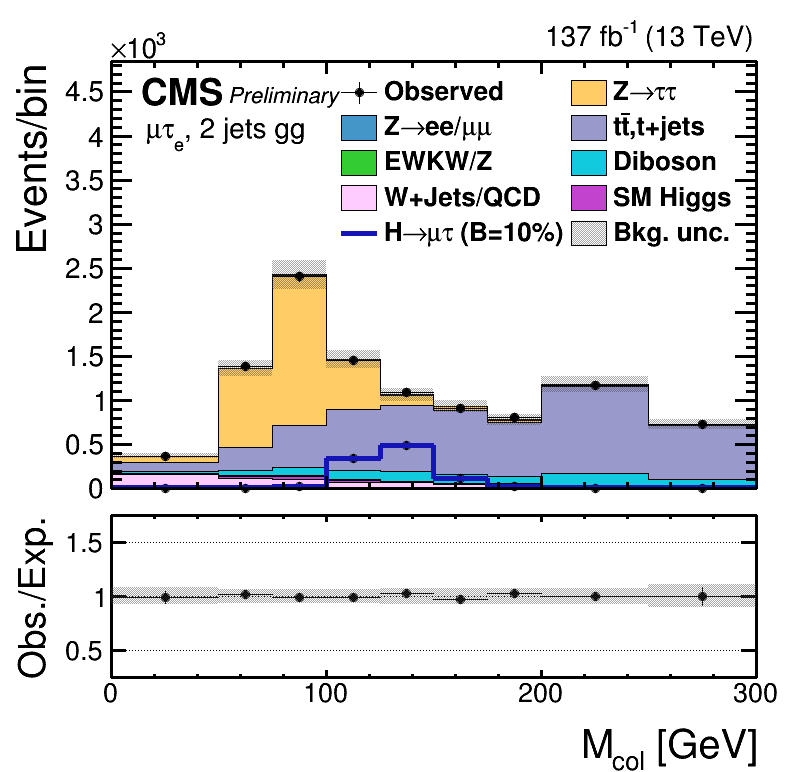 ×10³
137 fb⁻¹ (13 TeV)
CMS Preliminary
μτₑ, 2 jets gg
Observed
Z→ττ
Z→ee/μμ
tt̄,t+jets
EWKW/Z
Diboson
W+Jets/QCD
SM Higgs
H→μτ (B=10%)
Bkg. unc.
Events/bin
4.5
4
3.5
3
2.5
2
1.5
1
0.5
0
Obs./Exp.
1.5
1
0.5
0
100
200
300
M_col [GeV]